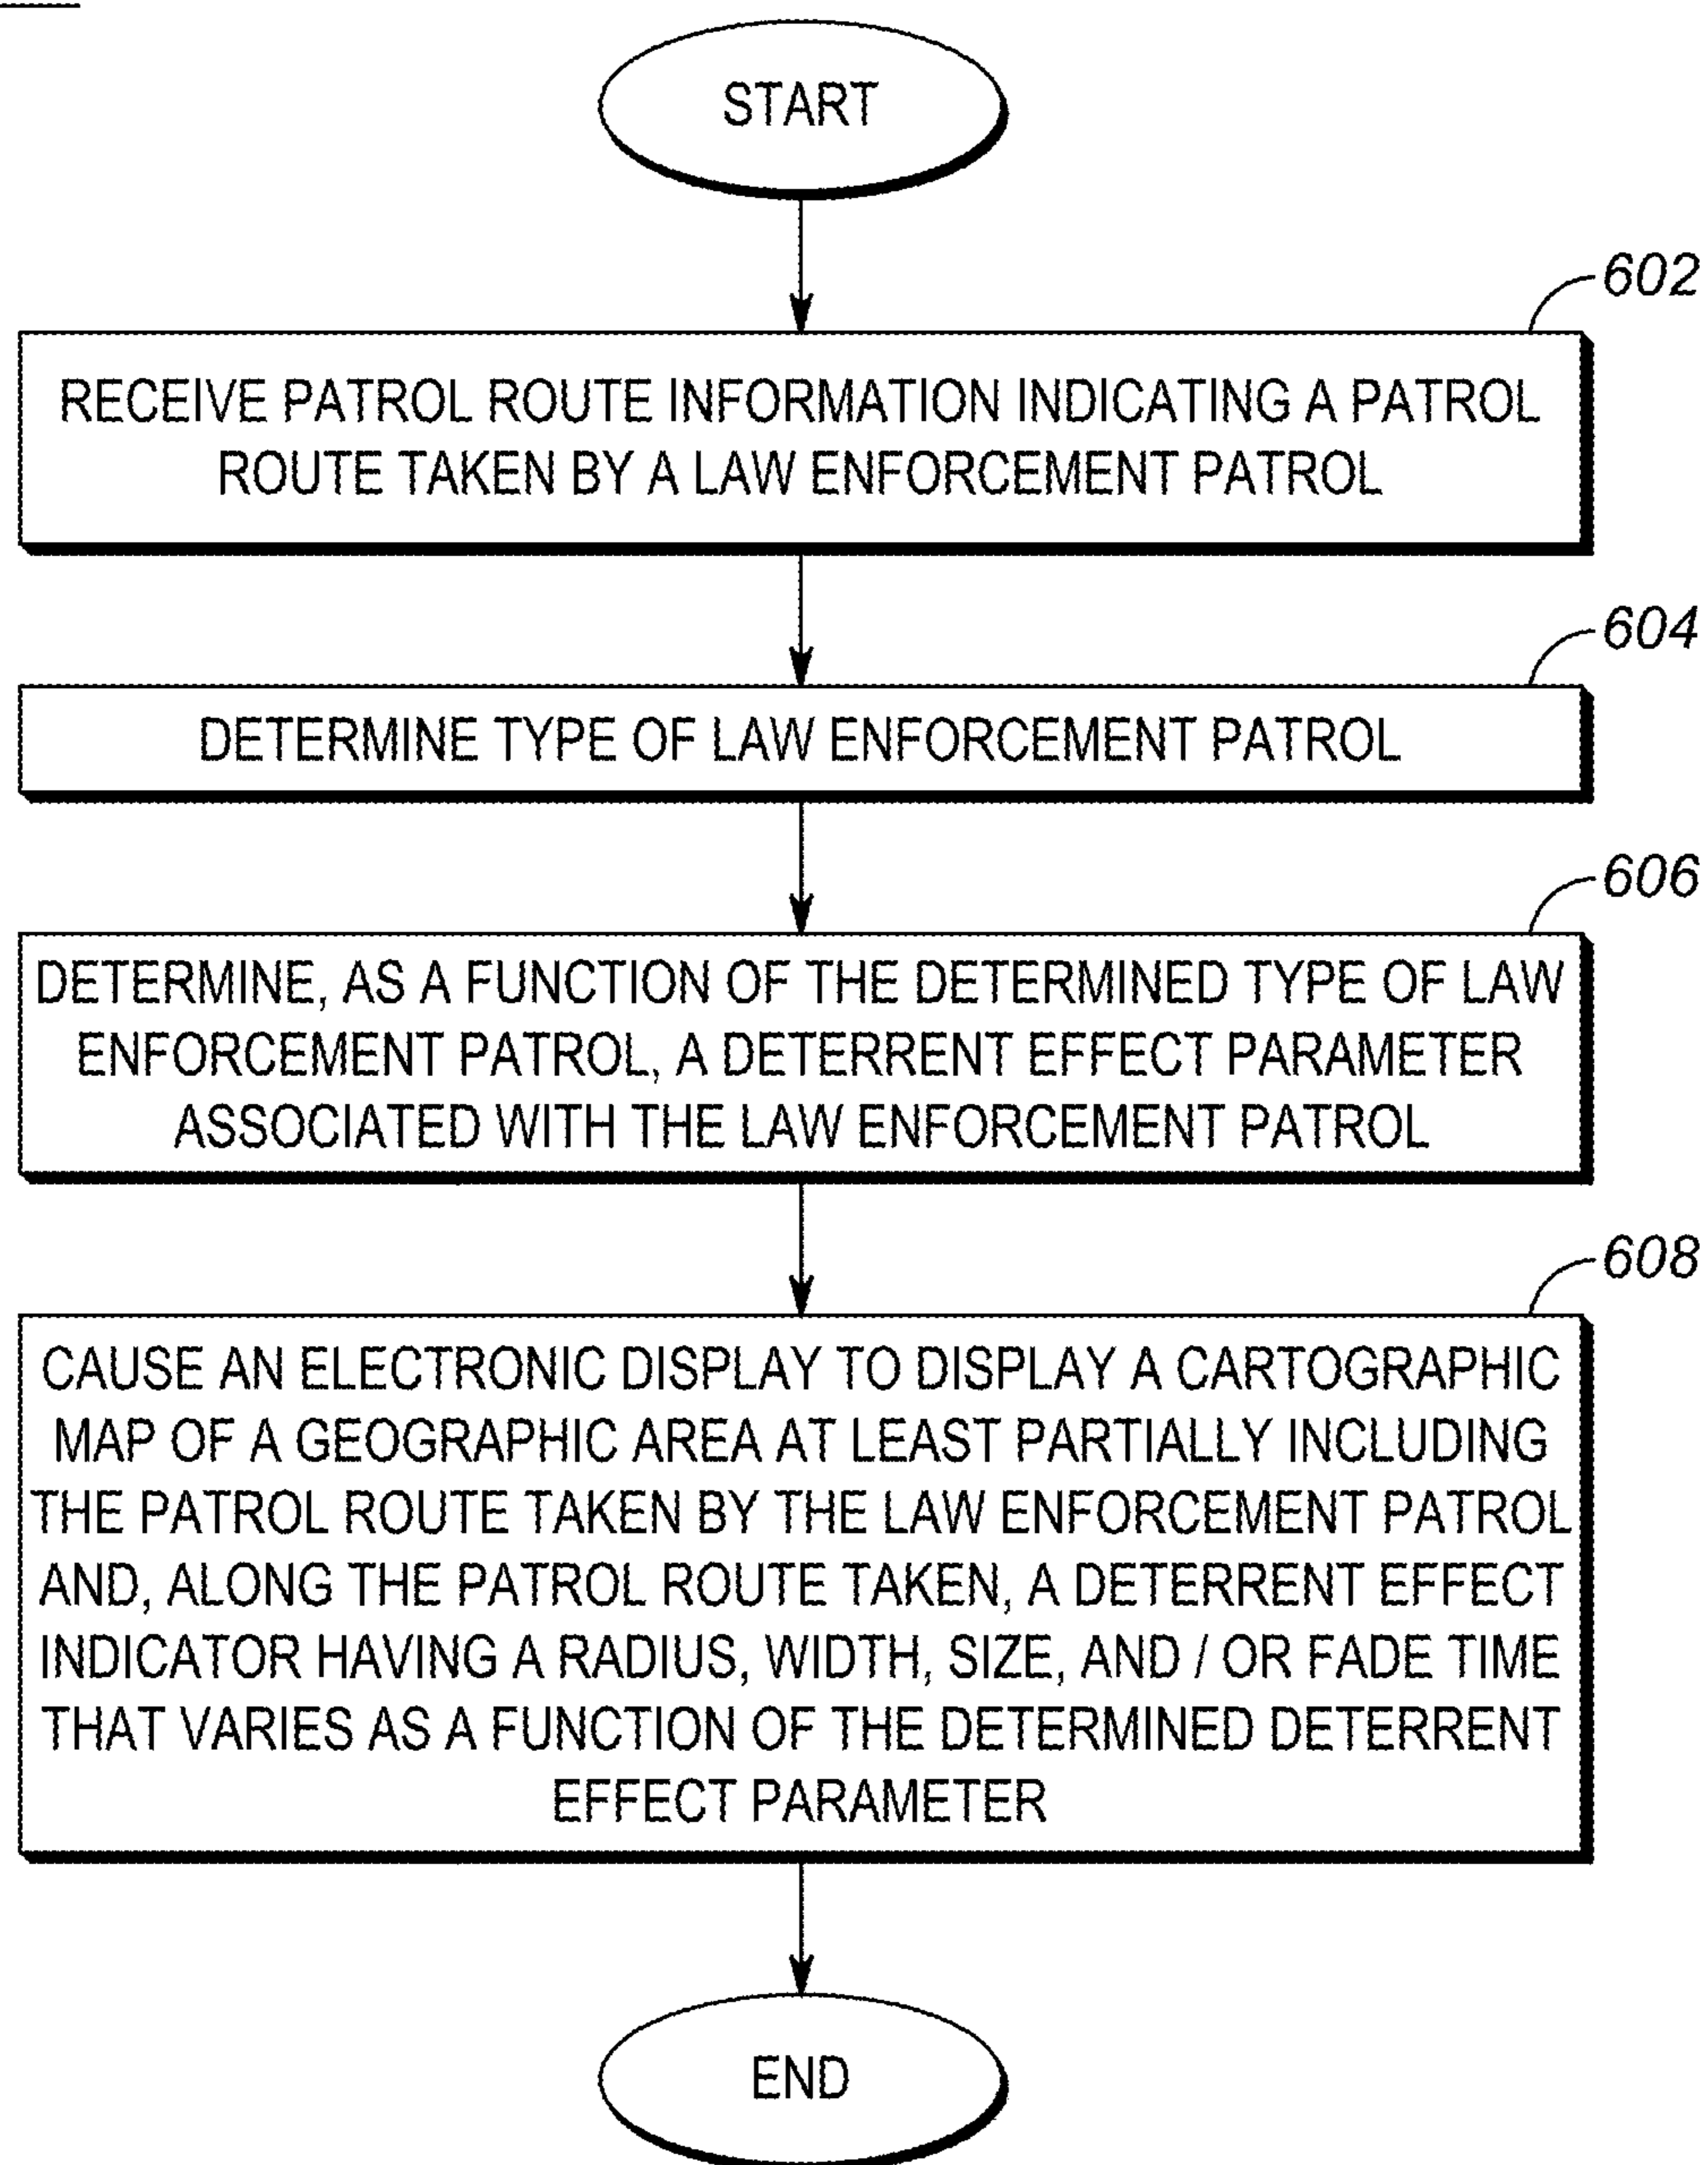 START
602
RECEIVE PATROL ROUTE INFORMATION INDICATING A PATROL
ROUTE TAKEN BY A LAW ENFORCEMENT PATROL
604
DETERMINE TYPE OF LAW ENFORCEMENT PATROL
606
DETERMINE, AS A FUNCTION OF THE DETERMINED TYPE OF LAW
ENFORCEMENT PATROL, A DETERRENT EFFECT PARAMETER
ASSOCIATED WITH THE LAW ENFORCEMENT PATROL
608
CAUSE AN ELECTRONIC DISPLAY TO DISPLAY A CARTOGRAPHIC
MAP OF A GEOGRAPHIC AREA AT LEAST PARTIALLY INCLUDING
THE PATROL ROUTE TAKEN BY THE LAW ENFORCEMENT PATROL
AND, ALONG THE PATROL ROUTE TAKEN, A DETERRENT EFFECT
INDICATOR HAVING A RADIUS, WIDTH, SIZE, AND / OR FADE TIME
THAT VARIES AS A FUNCTION OF THE DETERMINED DETERRENT
EFFECT PARAMETER
END